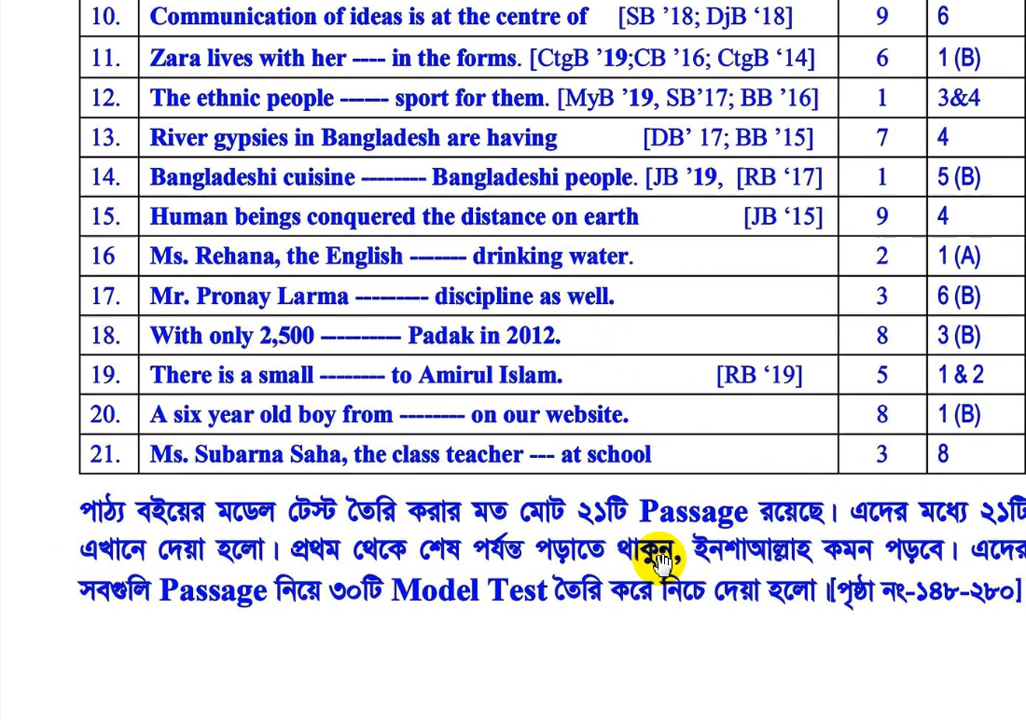 10. Communication of ideas is at the centre of [SB ’18; DjB ‘18] 9 6
11. Zara lives with her ---- in the forms. [CtgB ’19;CB ’16; CtgB ‘14] 6 1 (B)
12. The ethnic people ------ sport for them. [MyB ’19, SB’17; BB ’16] 1 3&4
13. River gypsies in Bangladesh are having [DB’ 17; BB ’15] 7 4
14. Bangladeshi cuisine -------- Bangladeshi people. [JB ’19, [RB ‘17] 1 5 (B)
15. Human beings conquered the distance on earth [JB ’15] 9 4
16 Ms. Rehana, the English ------- drinking water. 2 1 (A)
17. Mr. Pronay Larma --------- discipline as well. 3 6 (B)
18. With only 2,500 ---------- Padak in 2012. 8 3 (B)
19. There is a small -------- to Amirul Islam. [RB ‘19] 5 1 & 2
20. A six year old boy from -------- on our website. 8 1 (B)
21. Ms. Subarna Saha, the class teacher --- at school 3 8
পাঠ্য বইয়ের মডেল টেস্ট তৈরি করার মত মোট ২১টি Passage রয়েছে। এদের মধ্যে ২১টি
এখানে দেয়া হলো। প্রথম থেকে শেষ পর্যন্ত পড়াতে থাকুন, ইনশাআল্লাহ কমন পড়বে। এদের
সবগুলি Passage নিয়ে ৩০টি Model Test তৈরি করে নিচে দেয়া হলো।[পৃষ্ঠা নং-১৪৮-২৮০]